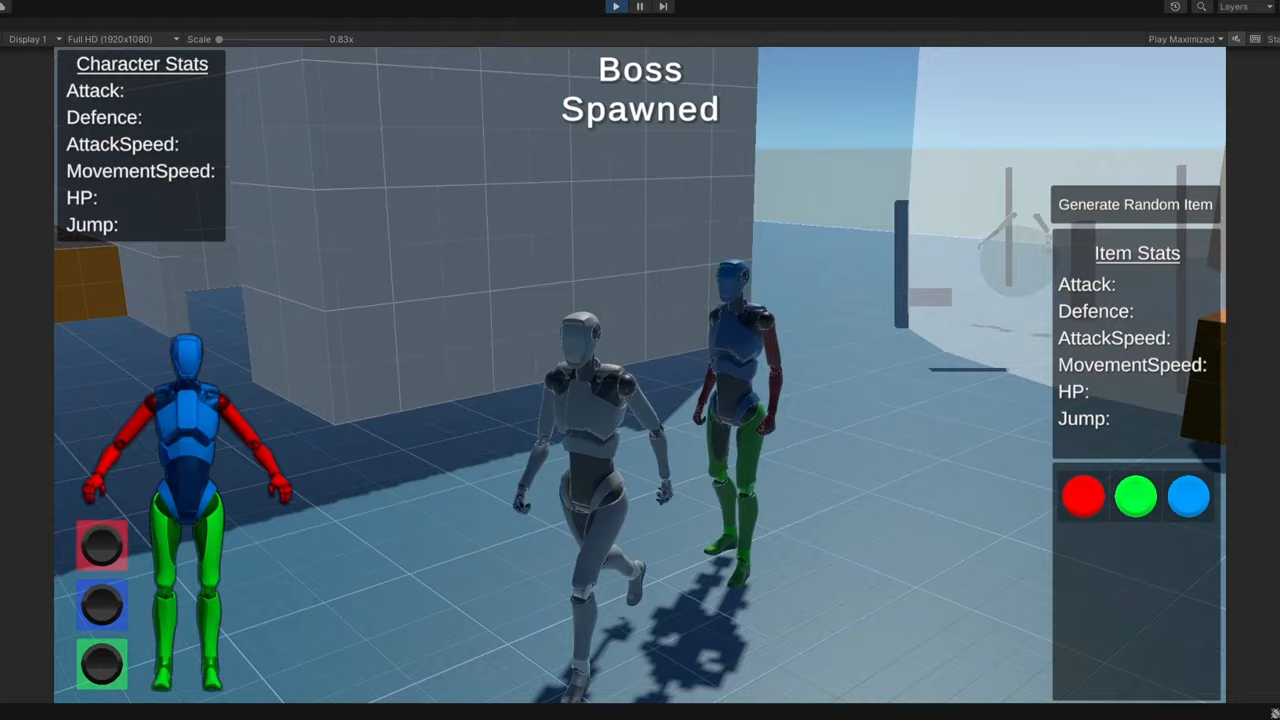 Layers
Display 1
Full HD (1920x1080)
Scale
0.83x
Play Maximized
Character Stats
Attack:
Defence:
AttackSpeed:
MovementSpeed:
HP:
Jump:
Boss
Spawned
Generate Random Item
Item Stats
Attack:
Defence:
AttackSpeed:
MovementSpeed:
HP:
Jump: